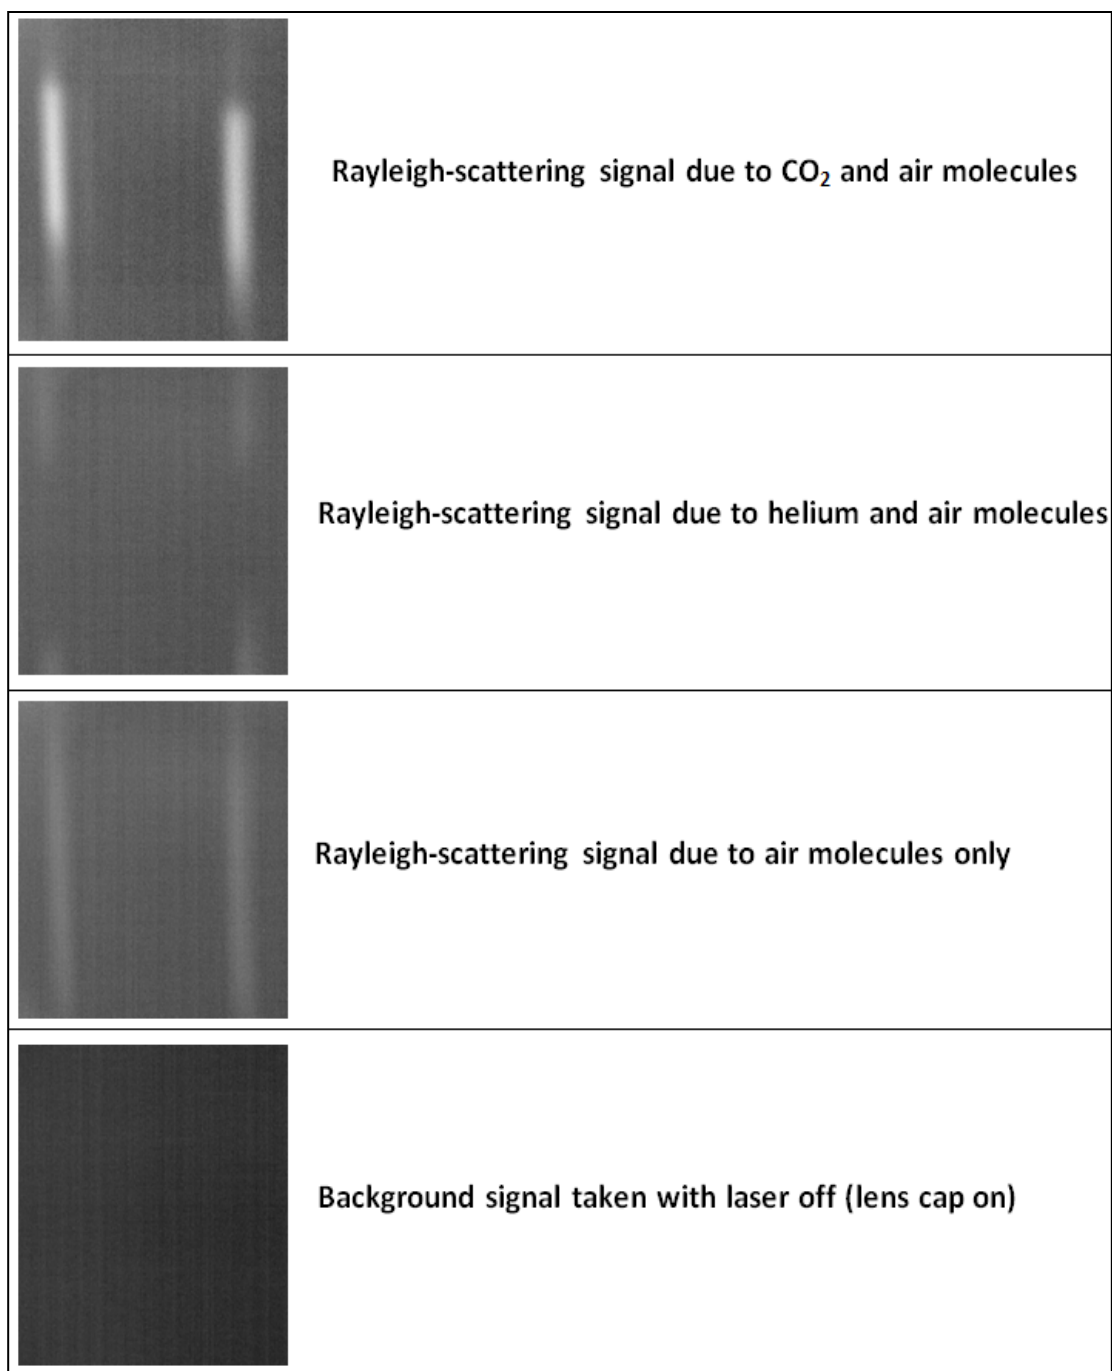 Rayleigh-scattering signal due to CO₂ and air molecules
Rayleigh-scattering signal due to helium and air molecules
Rayleigh-scattering signal due to air molecules only
Background signal taken with laser off (lens cap on)